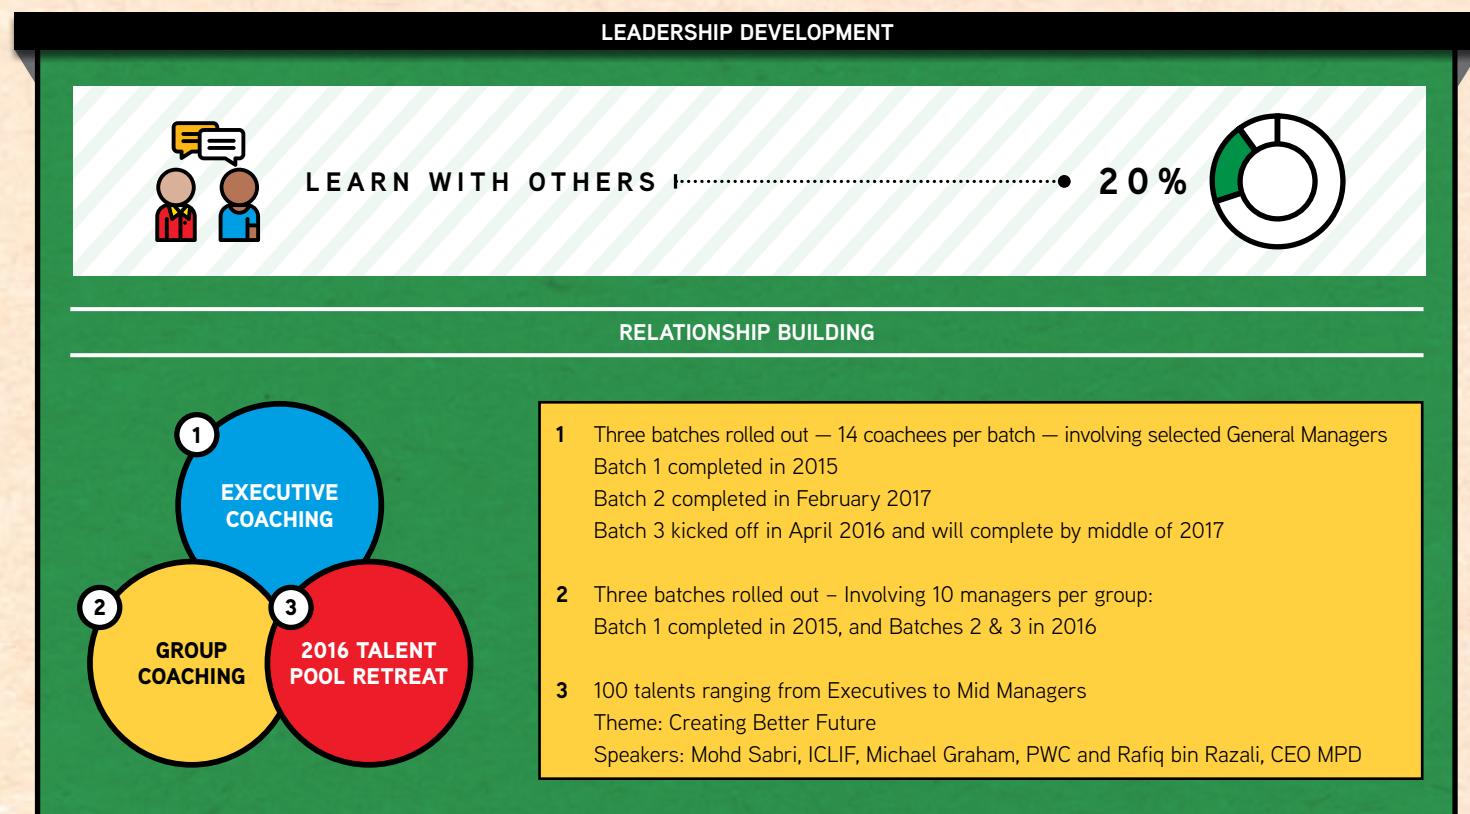 LEADERSHIP DEVELOPMENT
LEARN WITH OTHERS 20%
RELATIONSHIP BUILDING
1
EXECUTIVE
COACHING
2
GROUP
COACHING
3
2016 TALENT
POOL RETREAT
1 Three batches rolled out — 14 coachees per batch — involving selected General Managers
Batch 1 completed in 2015
Batch 2 completed in February 2017
Batch 3 kicked off in April 2016 and will complete by middle of 2017
2 Three batches rolled out – Involving 10 managers per group:
Batch 1 completed in 2015, and Batches 2 & 3 in 2016
3 100 talents ranging from Executives to Mid Managers
Theme: Creating Better Future
Speakers: Mohd Sabri, ICLIF, Michael Graham, PWC and Rafiq bin Razali, CEO MPD